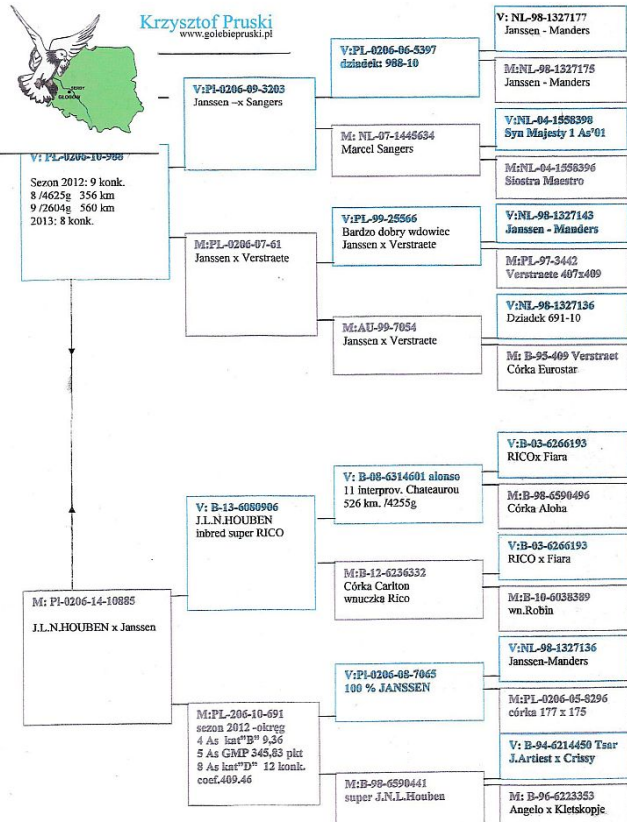 Krzysztof Pruski
www.golebiepruski.pl
GŁOGÓW
V: PL-0206-10-988
Sezon 2012: 9 konk.
8 /4625g 356 km
9 /2604g 560 km
2013: 8 konk.
M: Pl-0206-14-10885
J.L.N.HOUBEN x Janssen
V:Pl-0206-09-3203
Janssen –x Sangers
M:PL-0206-07-61
Janssen x Verstraete
V: B-13-6080906
J.L.N.HOUBEN
inbred super RICO
M:PL-206-10-691
sezon 2012 -okręg
4 As kat"B" 9,36
5 As GMP 345,83 pkt
8 As kat"D" 12 konk.
coef.409.46
V:PL-0206-06-5397
dziadek: 988-10
M: NL-07-1445634
Marcel Sangers
V:PL-99-25566
Bardzo dobry wdowiec
Janssen x Verstraete
M:AU-99-7054
Janssen x Verstraete
V: B-08-6314601 alonso
11 interprov. Chateaurou
526 km. /4255g
M:B-12-6236332
Córka Carlton
wnuczka Rico
V:Pl-0206-08-7065
100 % JANSSEN
M:B-98-6590441
super J.N.L.Houben
V: NL-98-1327177
Janssen - Manders
M:NL-98-1327175
Janssen - Manders
V:NL-04-1558398
Syn Majesty 1 As'01
M:NL-04-1558396
Siostra Maestro
V:NL-98-1327143
Janssen - Manders
M:PL-97-3442
Verstraete 407x409
V:NL-98-1327136
Dziadek 691-10
M: B-95-409 Verstraet
Córka Eurostar
V:B-03-6266193
RICOx Fiara
M:B-98-6590496
Córka Aloha
V:B-03-6266193
RICO x Fiara
M:B-10-6038389
wn.Robin
V:NL-98-1327136
Janssen-Manders
M:PL-0206-05-8296
córka 177 x 175
V: B-94-6214450 Tsar
J.Artiest x Crissy
M: B-96-6223353
Angelo x Kletskopje